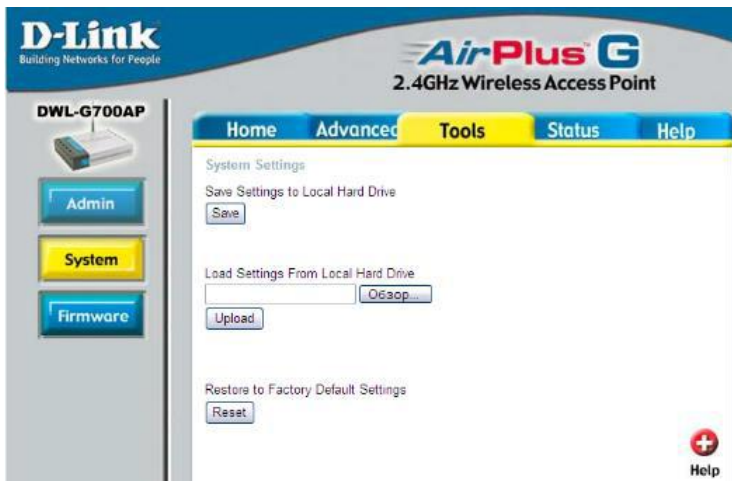 D-Link
Building Networks for People
AirPlus™ G
2.4GHz Wireless Access Point
DWL-G700AP
Home Advanced Tools Status Help
Admin
System
Firmware
System Settings
Save Settings to Local Hard Drive
Save
Load Settings From Local Hard Drive
Обзор...
Upload
Restore to Factory Default Settings
Reset
Help